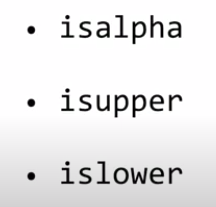 • isalpha
• isupper
• islower